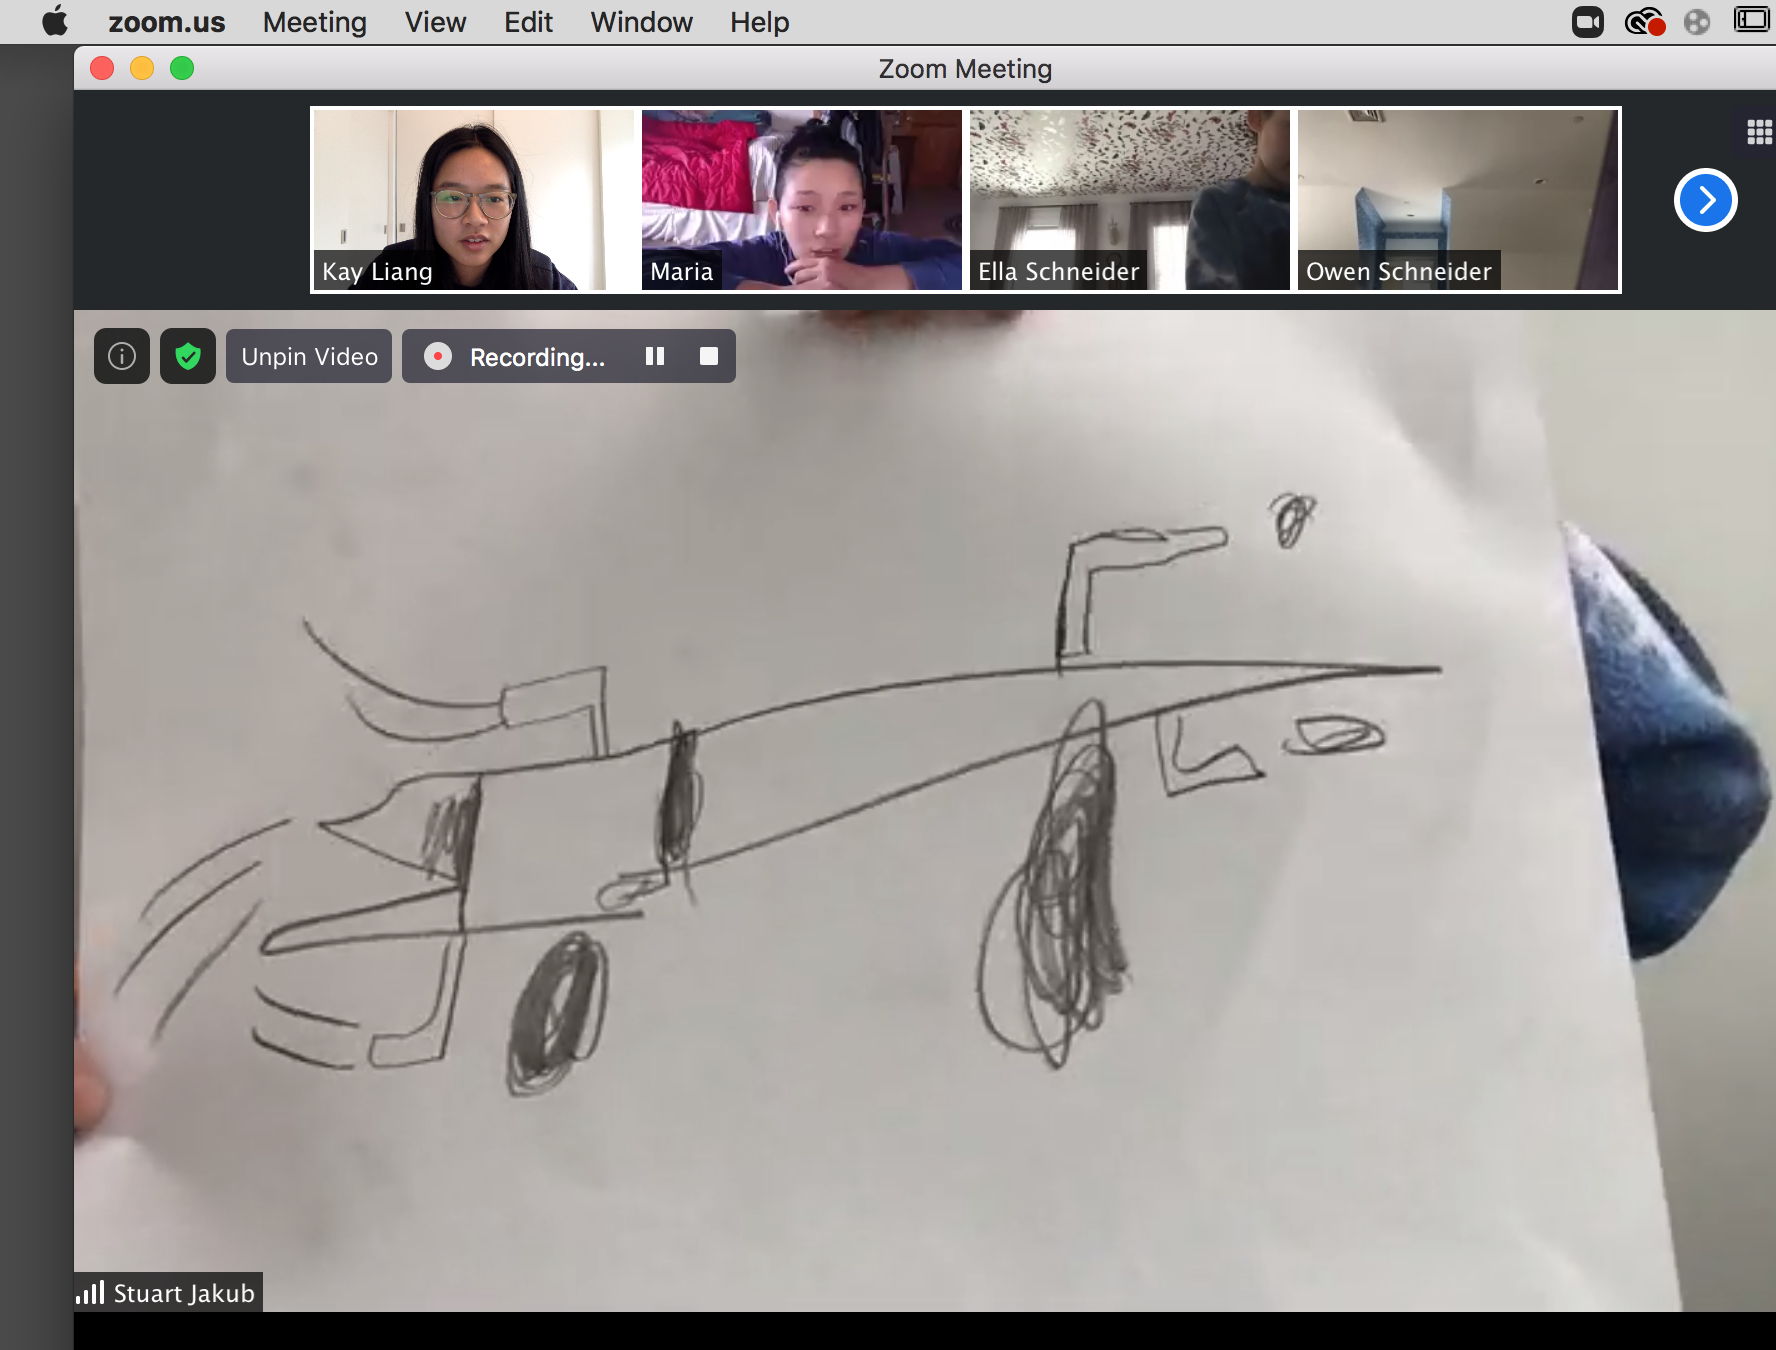 zoom.us Meeting View Edit Window Help
Zoom Meeting
Kay Liang
Maria
Ella Schneider
Owen Schneider
Unpin Video
Recording...
Stuart Jakub